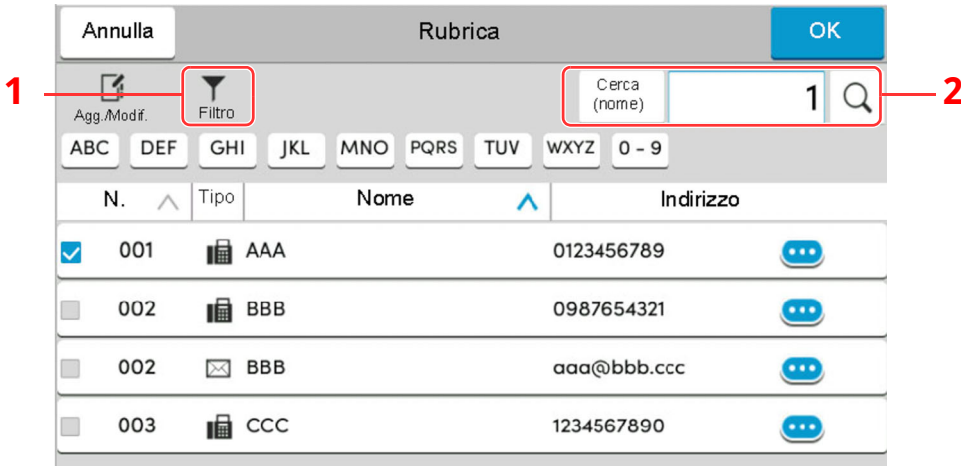 Annulla Rubrica OK
1 Agg./Modif. Filtro Cerca (nome) 1 2
ABC DEF GHI JKL MNO PQRS TUV WXYZ 0 - 9
N. Tipo Nome Indirizzo
001 AAA 0123456789
002 BBB 0987654321
002 BBB aaa@bbb.ccc
003 CCC 1234567890